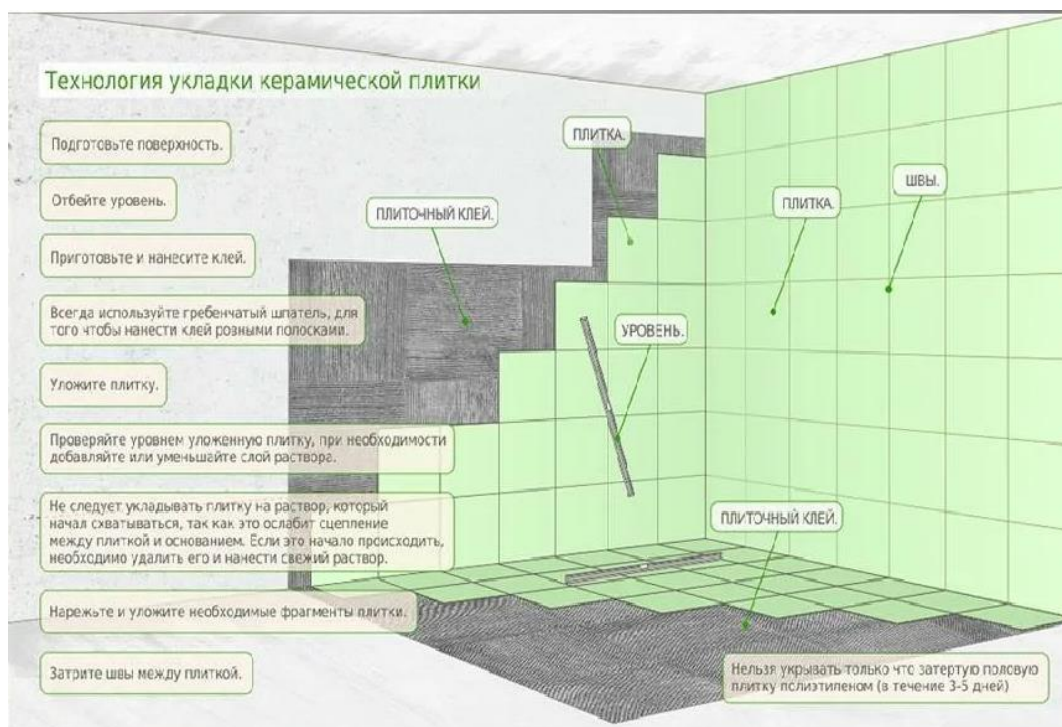 Технология укладки керамической плитки
Подготовьте поверхность.
Отбейте уровень.
Приготовьте и нанесите клей.
Всегда используйте гребенчатый шпатель, для
того чтобы нанести клей розными полосками.
Уложите плитку.
Проверяйте уровнем уложенную плитку, при необходимости
добавляйте или уменьшайте слой раствора.
Не следует укладывать плитку на раствор, который
начал схватываться, так как это ослабит сцепление
между плиткой и основанием. Если это начало происходить,
необходимо удалить его и нанести свежий раствор.
Нарежьте и уложите необходимые фрагменты плитки.
Затрите швы между плиткой.
ПЛИТОЧНЫЙ КЛЕЙ.
ПЛИТКА.
УРОВЕНЬ.
ПЛИТКА.
ШВЫ.
ПЛИТОЧНЫЙ КЛЕЙ.
Нельзя укрывать только что затертую половую
плитку полиэтиленом (в течение 3-5 дней)